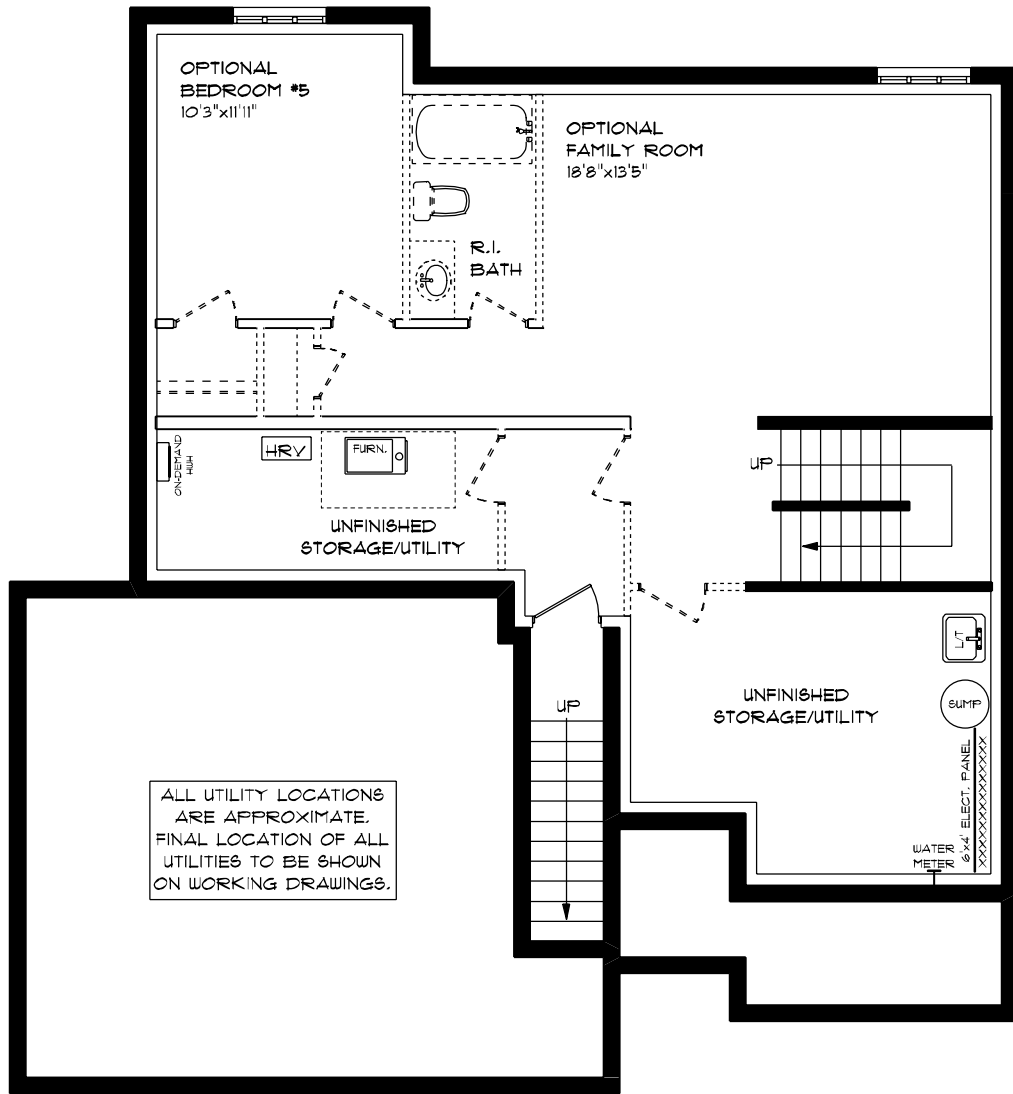 OPTIONAL
BEDROOM #5
10'3"x11'11"
OPTIONAL
FAMILY ROOM
18'8"x13'5"
R.I.
BATH
ON-DEMAND
HWH
HRV
FURN.
UP
UNFINISHED
STORAGE/UTILITY
L/T
SUMP
UNFINISHED
STORAGE/UTILITY
UP
6'x4' ELECT. PANEL
WATER
METER
ALL UTILITY LOCATIONS
ARE APPROXIMATE.
FINAL LOCATION OF ALL
UTILITIES TO BE SHOWN
ON WORKING DRAWINGS.